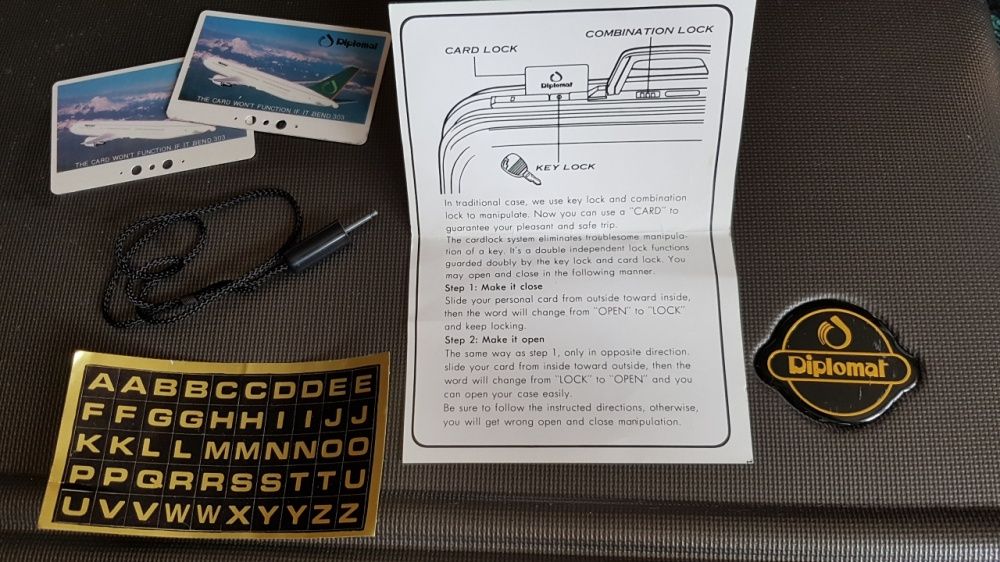 Diplomat
THE CARD WON'T FUNCTION IF IT BEND 303
THE CARD WON'T FUNCTION IF IT BEND 303
CARD LOCK
COMBINATION LOCK
Diplomat
KEY LOCK
In traditional case, we use key lock and combination
lock to manipulate. Now you can use a "CARD" to
guarantee your pleasant and safe trip.
The cardlock system eliminates troublesome manipula-
tion of a key. It's a double independent lock functions
guarded doubly by the key lock and card lock. You
may open and close in the following manner.
Step 1: Make it close
Slide your personal card from outside toward inside,
then the word will change from "OPEN" to "LOCK"
and keep locking.
Step 2: Make it open
The same way as step 1, only in opposite direction.
slide your card from inside toward outside, then the
word will change from "LOCK" to "OPEN" and you
can open your case easily.
Be sure to follow the instructed directions, otherwise,
you will get wrong open and close manipulation.
AABBCCDDEE
FFGGHHIIJJ
KKLLMMNNOO
PPQRRSSTTU
UVVWWXYYZZ
Diplomat